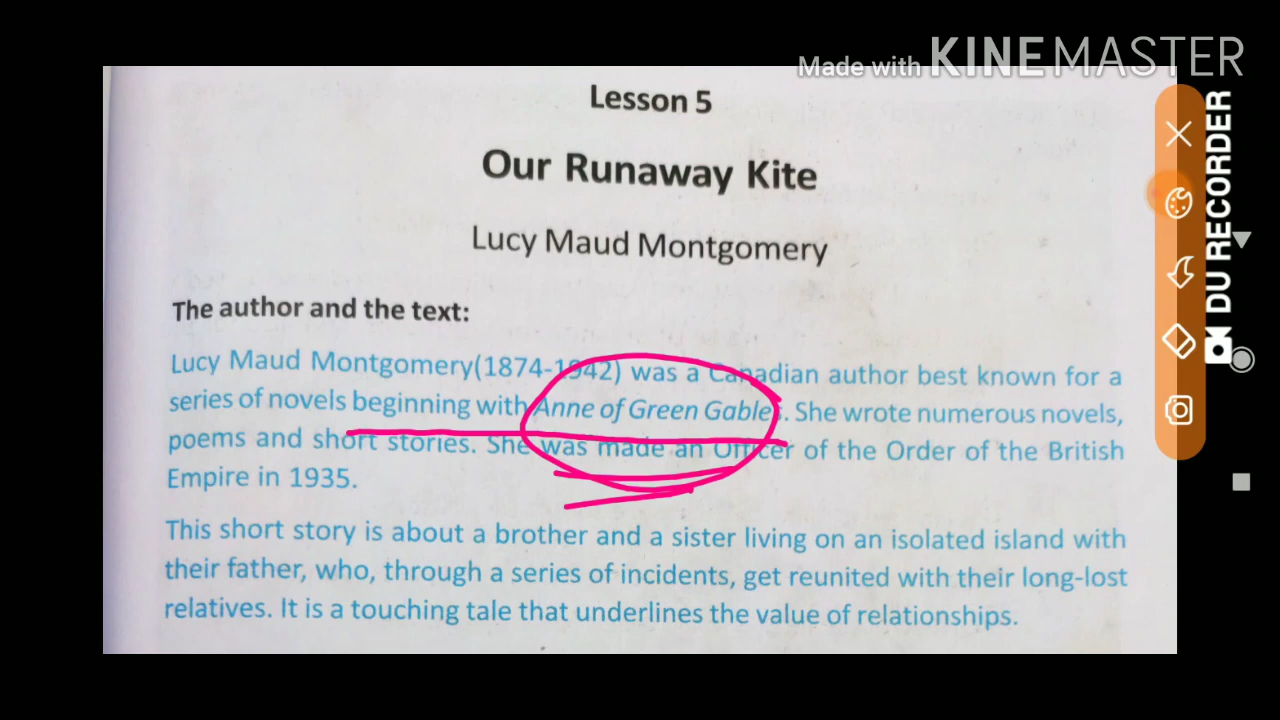 Made with KINEMASTER
Lesson 5
Our Runaway Kite
Lucy Maud Montgomery
The author and the text:
Lucy Maud Montgomery(1874-1942) was a Canadian author best known for a
series of novels beginning with Anne of Green Gables. She wrote numerous novels,
poems and short stories. She was made an Officer of the Order of the British
Empire in 1935.
This short story is about a brother and a sister living on an isolated island with
their father, who, through a series of incidents, get reunited with their long-lost
relatives. It is a touching tale that underlines the value of relationships.
DU RECORDER